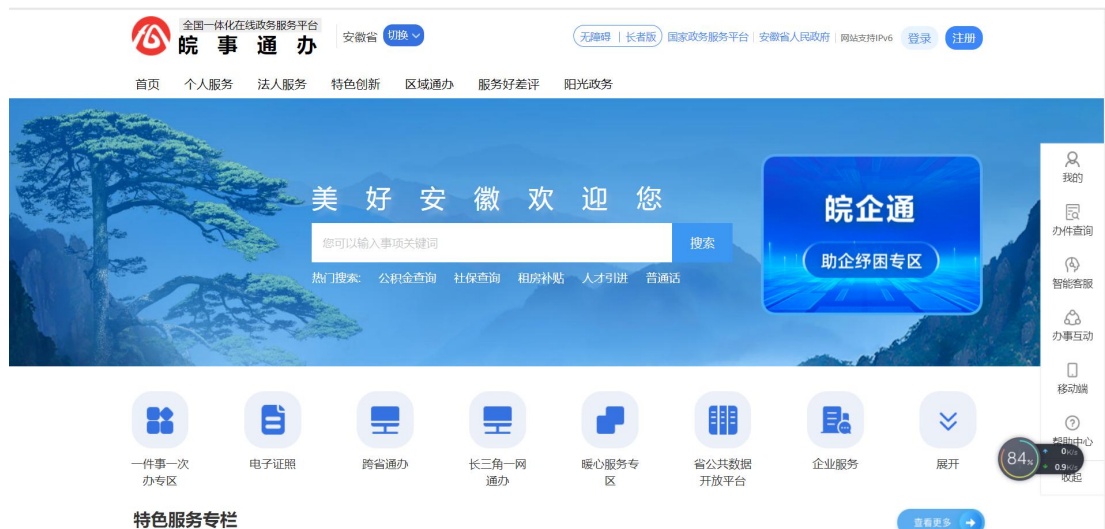 全国一体化在线政务服务平台
皖事通办
安徽省 切换
无障碍 | 长者版 国家政务服务平台 安徽省人民政府 网站支持IPv6 登录 注册
首页 个人服务 法人服务 特色创新 区域通办 服务好差评 阳光政务
美好安徽欢迎您
您可以输入事项关键词 搜索
热门搜索: 公积金查询 社保查询 租房补贴 人才引进 普通话
皖企通
助企纾困专区
我的
办件查询
智能客服
办事互动
移动端
帮助中心
收起
84%
0K/s
0.9K/s
一件事一次
办专区
电子证照
跨省通办
长三角一网
通办
暖心服务专
区
省公共数据
开放平台
企业服务
展开
特色服务专栏
查看更多